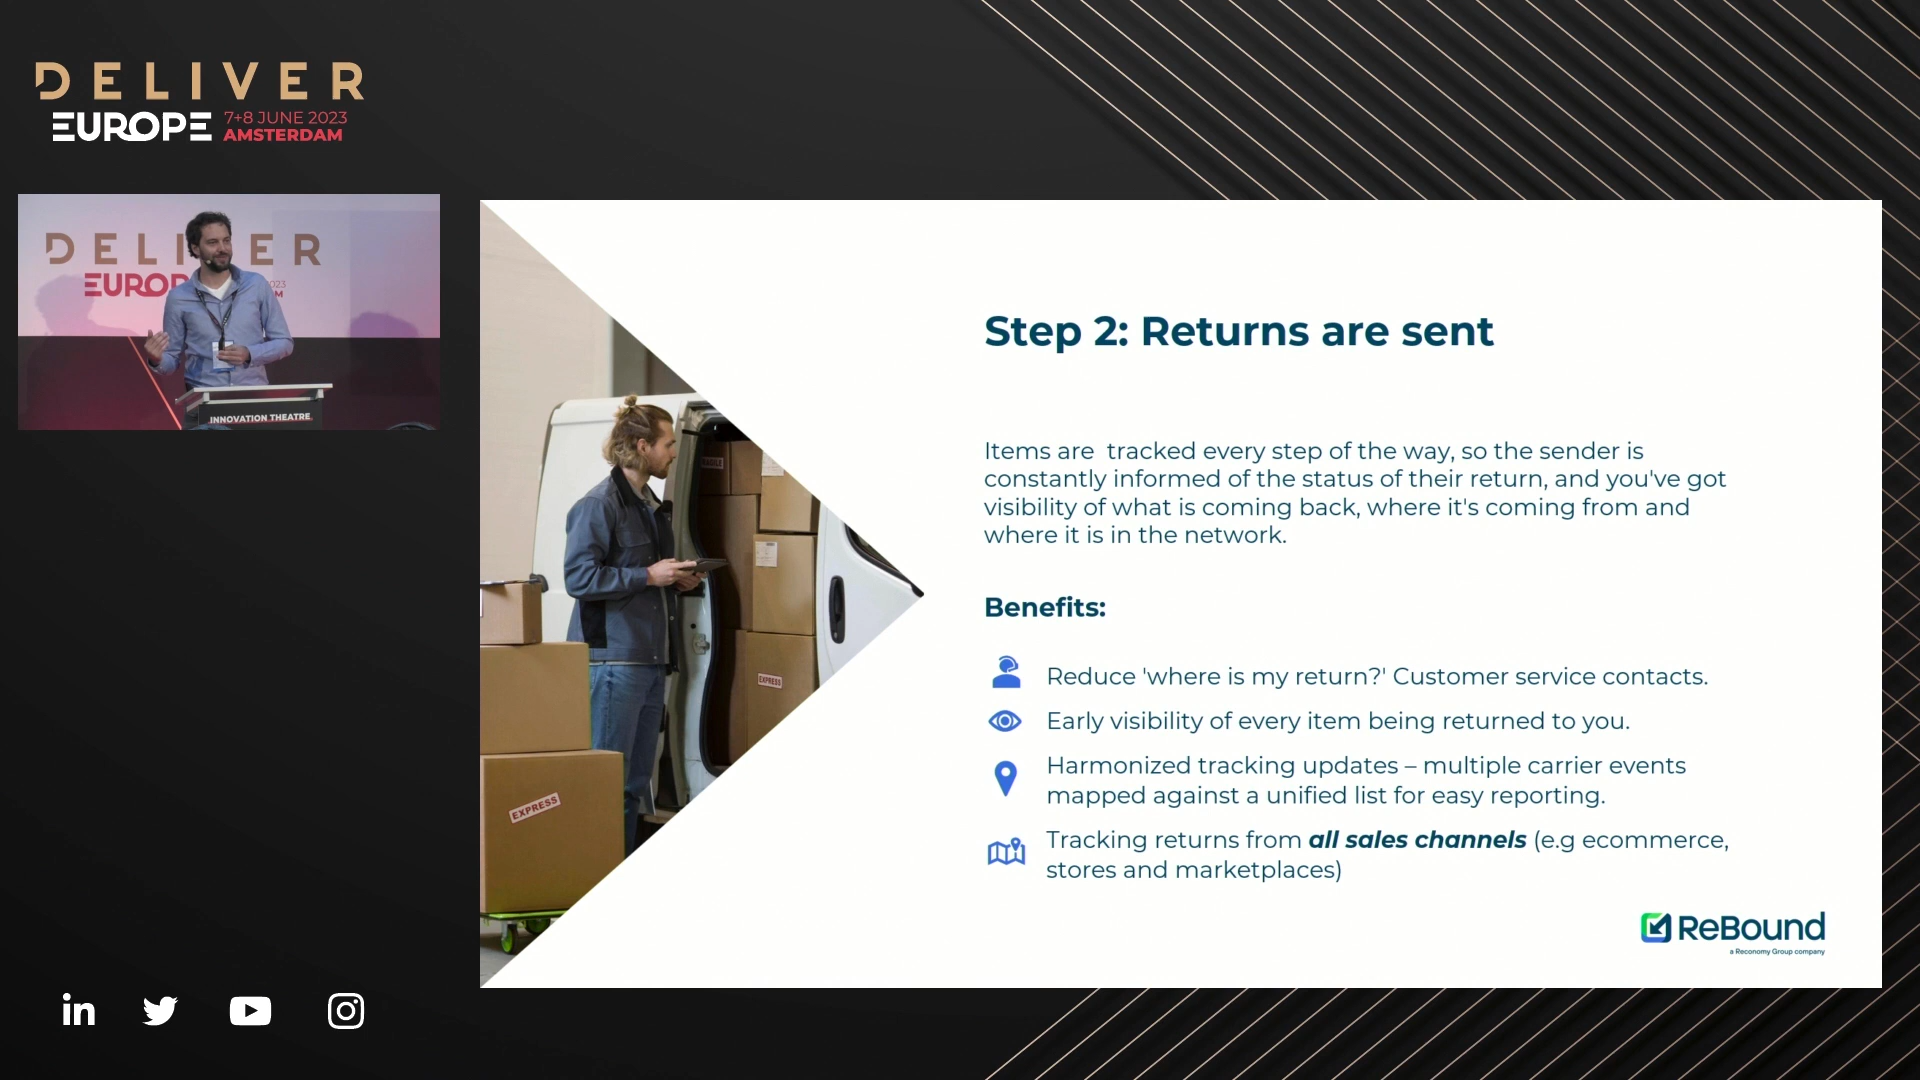 DELIVER
EUROPE
7+8 JUNE 2023
AMSTERDAM
DELI ER
EUROP
023
M
INNOVATION THEATRE
Step 2: Returns are sent
Items are  tracked every step of the way, so the sender is
constantly informed of the status of their return, and you've got
visibility of what is coming back, where it's coming from and
where it is in the network.
Benefits:
Reduce 'where is my return?' Customer service contacts.
Early visibility of every item being returned to you.
Harmonized tracking updates – multiple carrier events
mapped against a unified list for easy reporting.
Tracking returns from all sales channels (e.g ecommerce,
stores and marketplaces)
EXPRESS
EXPRESS
ReBound
a Reconomy Group company
in